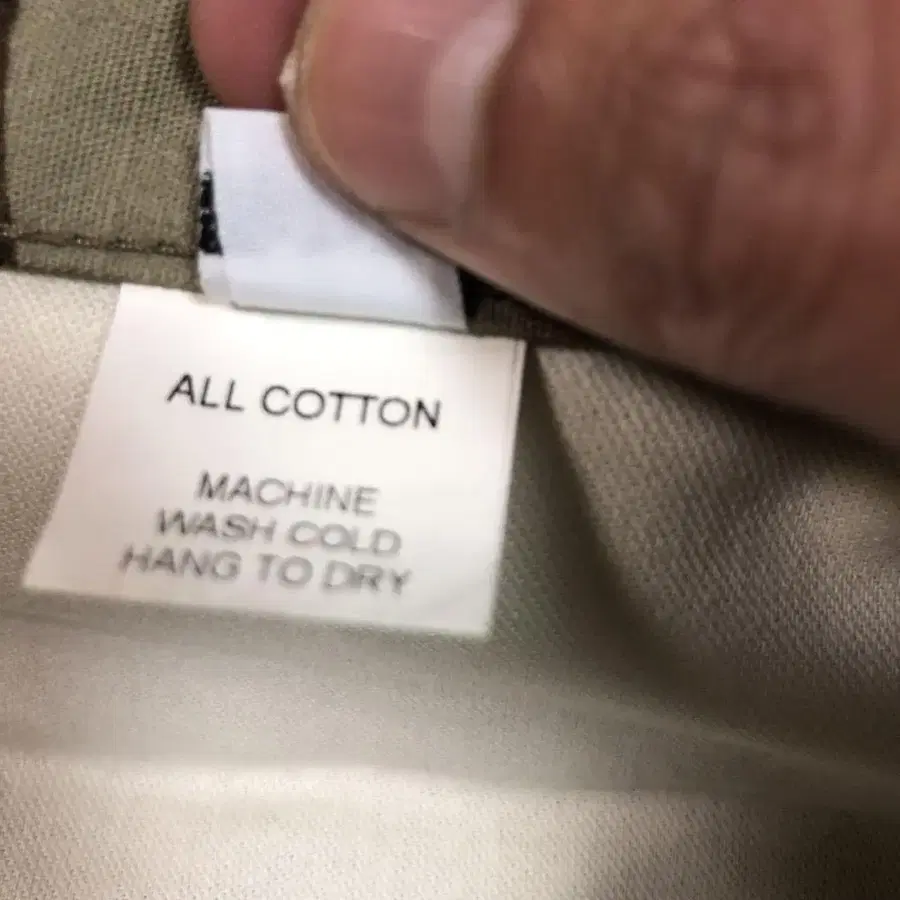 ALL COTTON
MACHINE
WASH COLD
HANG TO DRY